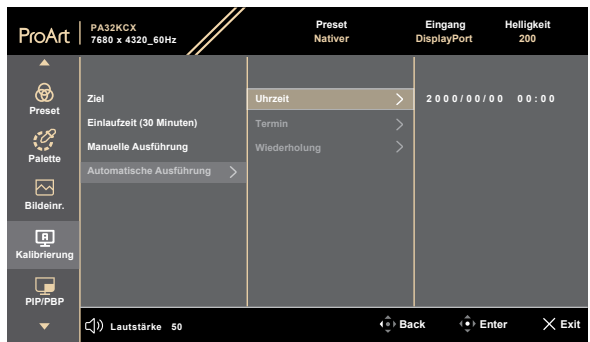 ProArt
PA32KCX
7680 x 4320_60Hz
Preset
Nativer
Eingang
DisplayPort
Helligkeit
200
Preset
Palette
Bildeinr.
Kalibrierung
PIP/PBP
Ziel
Einlaufzeit (30 Minuten)
Manuelle Ausführung
Automatische Ausführung
Uhrzeit
Termin
Wiederholung
2000/00/00 00:00
Lautstärke 50
Back
Enter
Exit